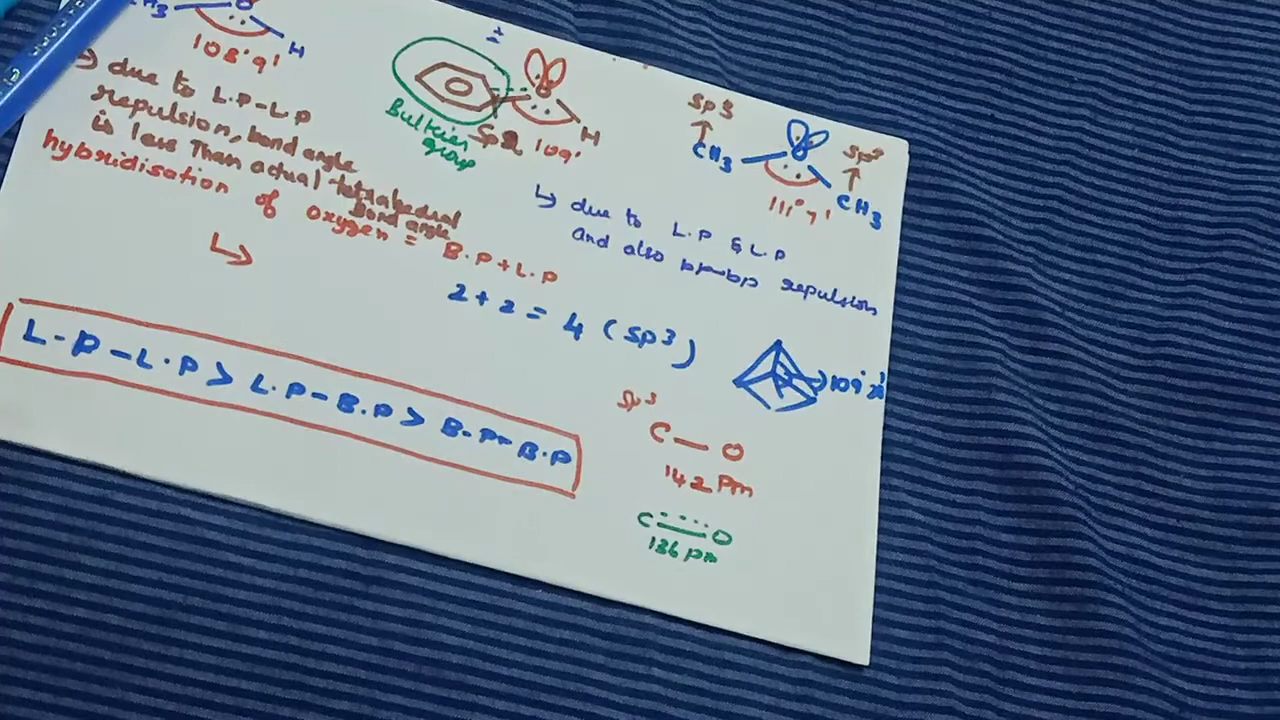 CH3
H
108°9'
→ due to L.P-L.P
repulsion, bond angle
is less than actual tetrahedral
bond angle
Bulkier
group
sp2
109'
H
sp3
CH3
sp3
CH3
111°7'
↳ due to L.P & L.P
and also bp-bp repulsion
hybridisation of oxygen = B.P+L.P
2+2 = 4 (sp3)
↳
L.P-L.P > L.P-B.P > B.P-B.P
sp3
C — O
142 Pm
C O
136 pm